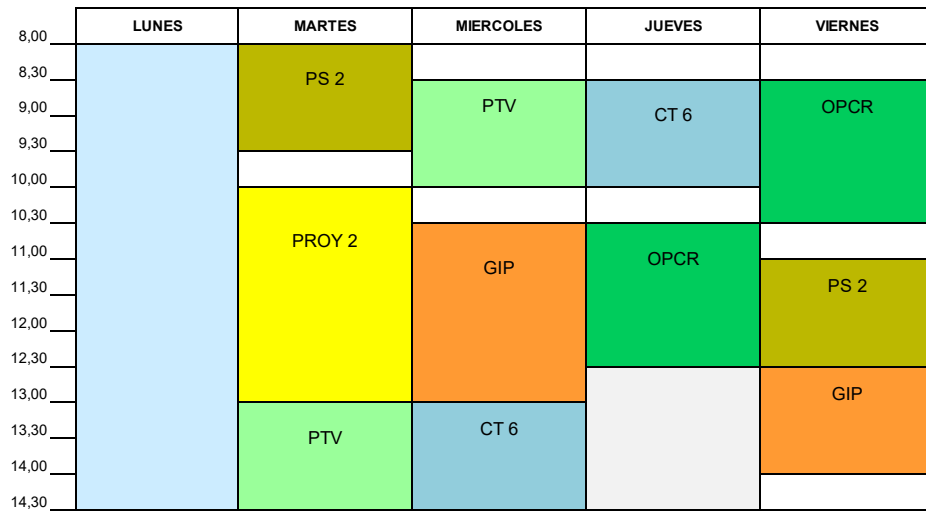 LUNES MARTES MIERCOLES JUEVES VIERNES
8,00
8,30 PS 2
9,00 PTV CT 6 OPCR
9,30
10,00
10,30
11,00 PROY 2 GIP OPCR
11,30 PS 2
12,00
12,30
13,00 GIP
13,30 PTV CT 6
14,00
14,30